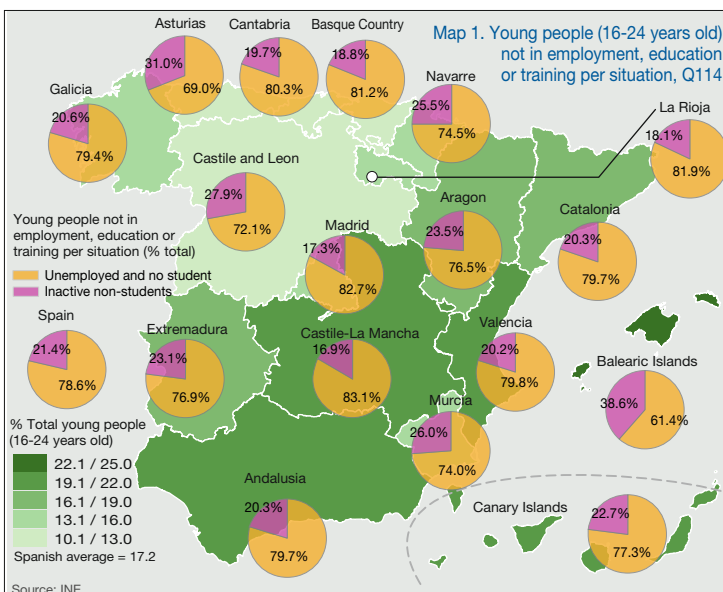 Map 1. Young people (16-24 years old)
not in employment, education
or training per situation, Q114
Asturias
31.0%
69.0%
Cantabria
19.7%
80.3%
Basque Country
18.8%
81.2%
Navarre
25.5%
74.5%
La Rioja
18.1%
81.9%
Galicia
20.6%
79.4%
Castile and Leon
27.9%
72.1%
Aragon
23.5%
76.5%
Catalonia
20.3%
79.7%
Madrid
17.3%
82.7%
Young people not in
employment, education or
training per situation (% total)
Unemployed and no student
Inactive non-students
Spain
21.4%
78.6%
Extremadura
23.1%
76.9%
Castile-La Mancha
16.9%
83.1%
Valencia
20.2%
79.8%
Balearic Islands
38.6%
61.4%
Murcia
26.0%
74.0%
% Total young people
(16-24 years old)
22.1 / 25.0
19.1 / 22.0
16.1 / 19.0
13.1 / 16.0
10.1 / 13.0
Spanish average = 17.2
Andalusia
20.3%
79.7%
Canary Islands
22.7%
77.3%
Source: INE